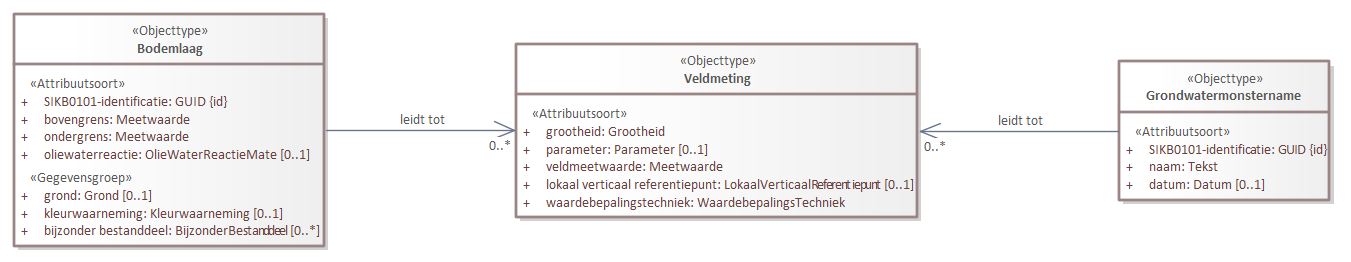 «Objecttype»
Bodemlaag
«Attribuutsoort»
+ SIKB0101-identificatie: GUID {id}
+ bovengrens: Meetwaarde
+ ondergrens: Meetwaarde
+ oliewaterreactie: OlieWaterReactieMate [0..1]
«Gegevensgroep»
+ grond: Grond [0..1]
+ kleurwaarneming: Kleurwaarneming [0..1]
+ bijzonder bestanddeel: BijzonderBestanddeel [0..*]
leidt tot
0..*
«Objecttype»
Veldmeting
«Attribuutsoort»
+ grootheid: Grootheid
+ parameter: Parameter [0..1]
+ veldmeetwaarde: Meetwaarde
+ lokaal verticaal referentiepunt: LokaalVerticaalReferentiepunt [0..1]
+ waardebepalingstechniek: WaardebepalingsTechniek
leidt tot
0..*
«Objecttype»
Grondwatermonstername
«Attribuutsoort»
+ SIKB0101-identificatie: GUID {id}
+ naam: Tekst
+ datum: Datum [0..1]